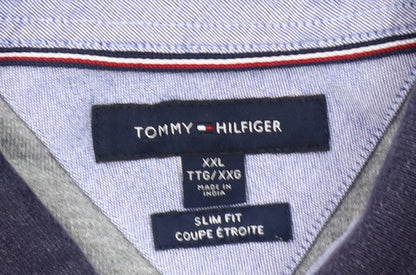 TOMMY HILFIGER
XXL
TTG/XXG
MADE IN
INDIA
SLIM FIT
COUPE ÉTROITE